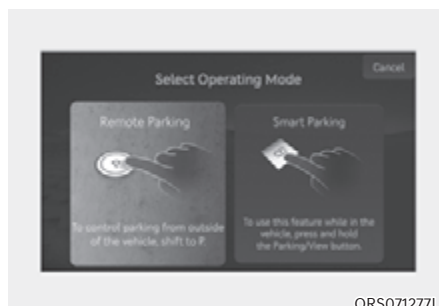 Cancel
Select Operating Mode
Remote Parking
To control parking from outside
of the vehicle, shift to P.
Smart Parking
To use this feature while in the
vehicle, press and hold
the Parking/View button.